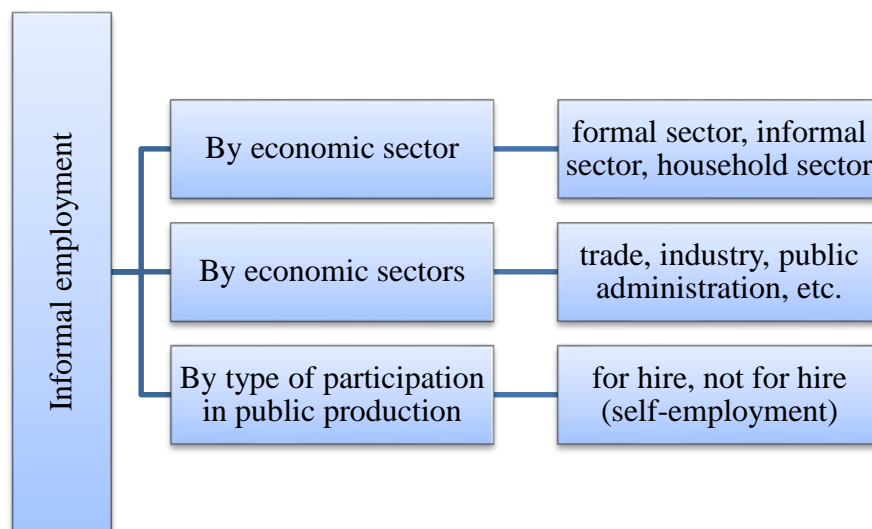 Informal employment
By economic sector
formal sector, informal
sector, household sector
By economic sectors
trade, industry, public
administration, etc.
By type of participation
in public production
for hire, not for hire
(self-employment)